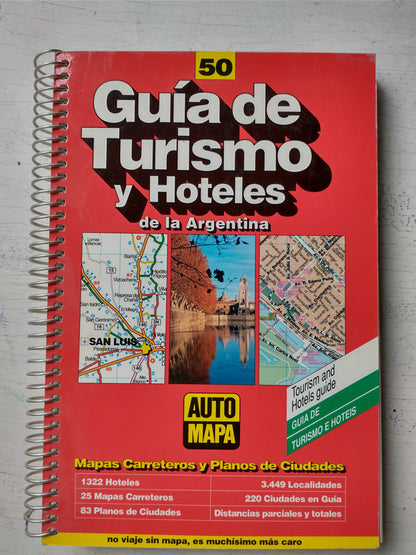 50
Guía de
Turismo
y Hoteles
de la Argentina
SAN LUIS
Tourism and
Hotels guide
GUIA DE
TURISMO E HOTEIS
AUTO
MAPA
Mapas Carreteros y Planos de Ciudades
1322 Hoteles
3.449 Localidades
25 Mapas Carreteros
220 Ciudades en Guía
83 Planos de Ciudades
Distancias parciales y totales
no viaje sin mapa, es muchísimo más caro